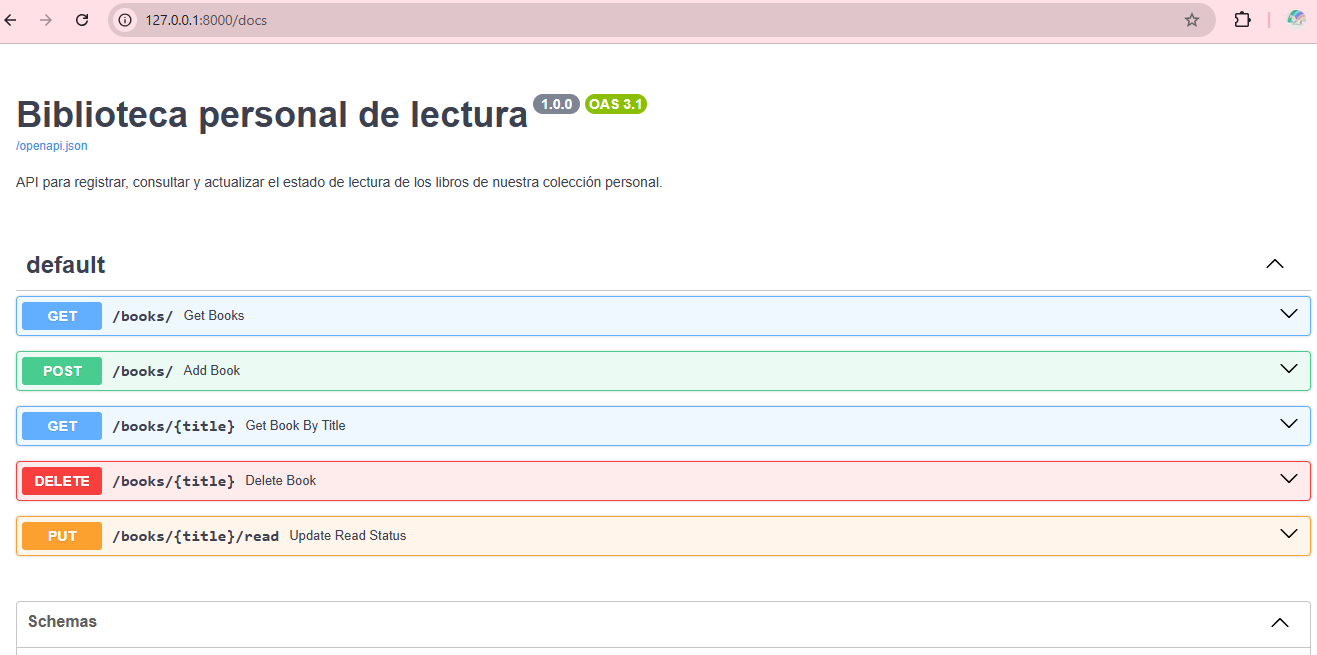 127.0.0.1:8000/docs
Biblioteca personal de lectura 1.0.0 OAS 3.1
/openapi.json
API para registrar, consultar y actualizar el estado de lectura de los libros de nuestra colección personal.
default
GET /books/ Get Books
POST /books/ Add Book
GET /books/{title} Get Book By Title
DELETE /books/{title} Delete Book
PUT /books/{title}/read Update Read Status
Schemas